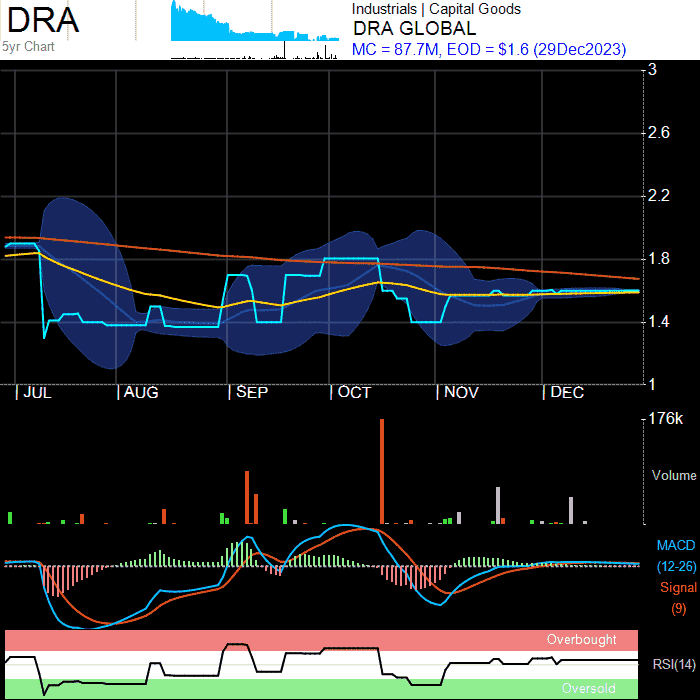 DRA
5yr Chart
Industrials | Capital Goods
DRA GLOBAL
MC = 87.7M, EOD = $1.6 (29Dec2023)
3
2.6
2.2
1.8
1.4
1
| JUL | AUG | SEP | OCT | NOV | DEC
176k
Volume
MACD
(12-26)
Signal
(9)
Overbought
RSI(14)
Oversold